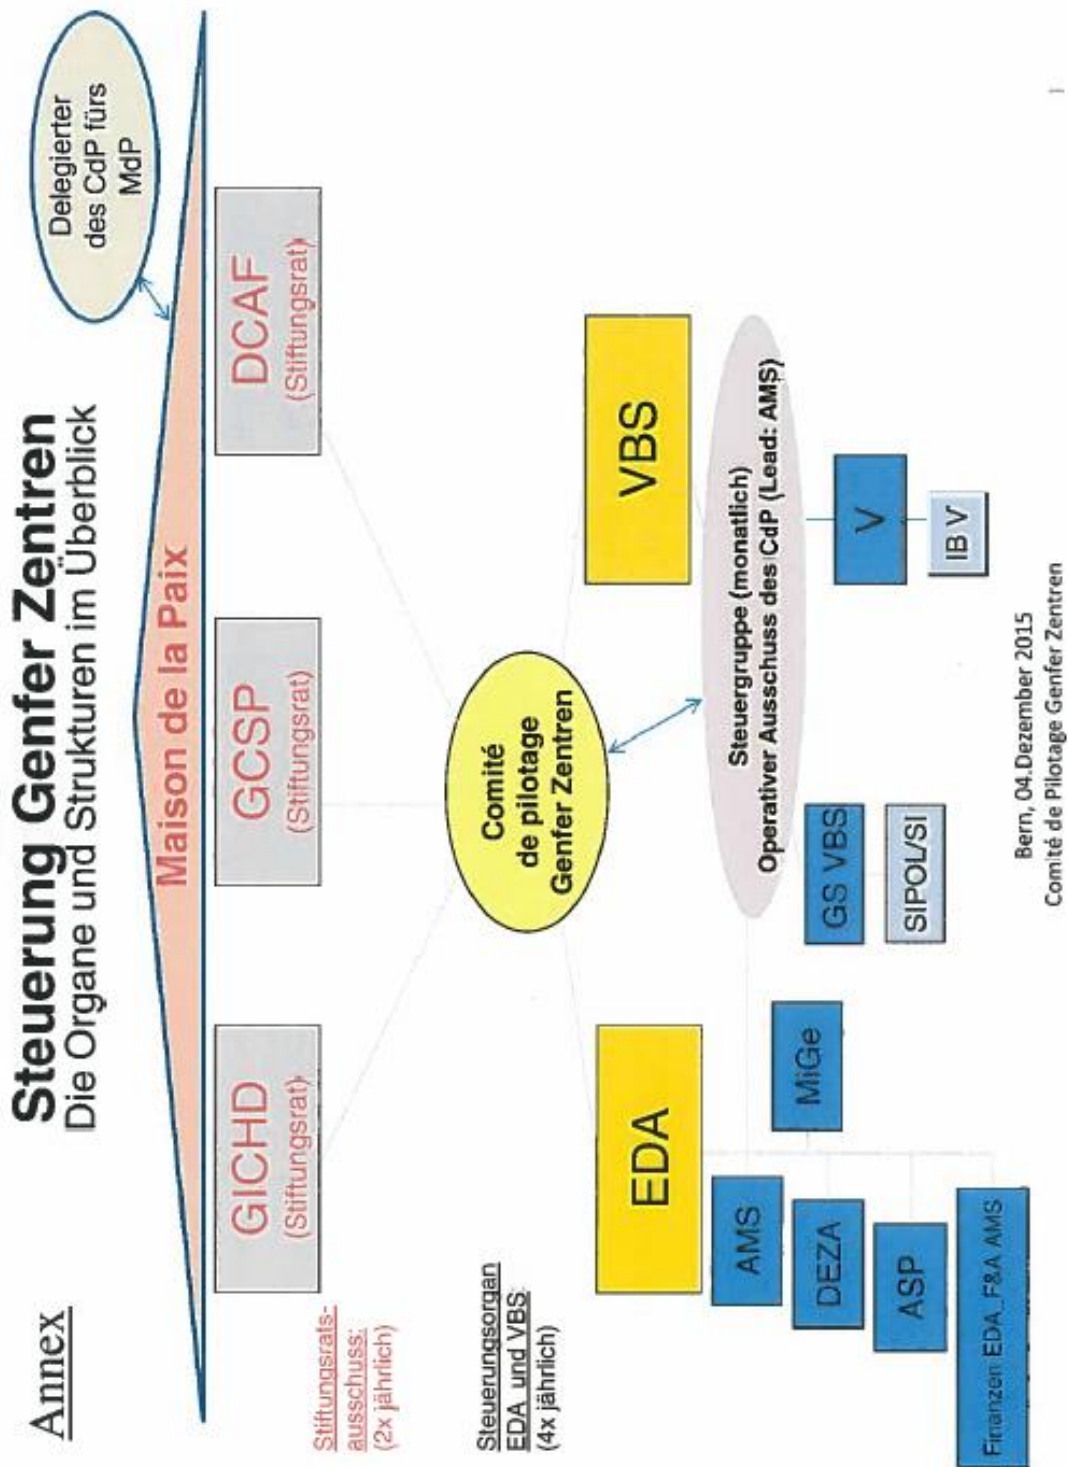 Annex
Steuerung Genfer Zentren
Die Organe und Strukturen im Überblick
Delegierter
des CdP fürs
MdP
Maison de la Paix
GICHD
(Stiftungsrat)
GCSP
(Stiftungsrat)
DCAF
(Stiftungsrat)
Stiftungsrats-
ausschuss:
(2x jährlich)
Comité
de pilotage
Genfer Zentren
Steuerungsorgan
EDA und VBS:
(4x jährlich)
EDA
VBS
Steuergruppe (monatlich)
Operativer Ausschuss des CdP (Lead: AMS)
AMS
MiGe
DEZA
ASP
Finanzen EDA_F&A AMS
GS VBS
SIPOL/SI
V
IB V
Bern, 04.Dezember 2015
Comité de Pilotage Genfer Zentren
1